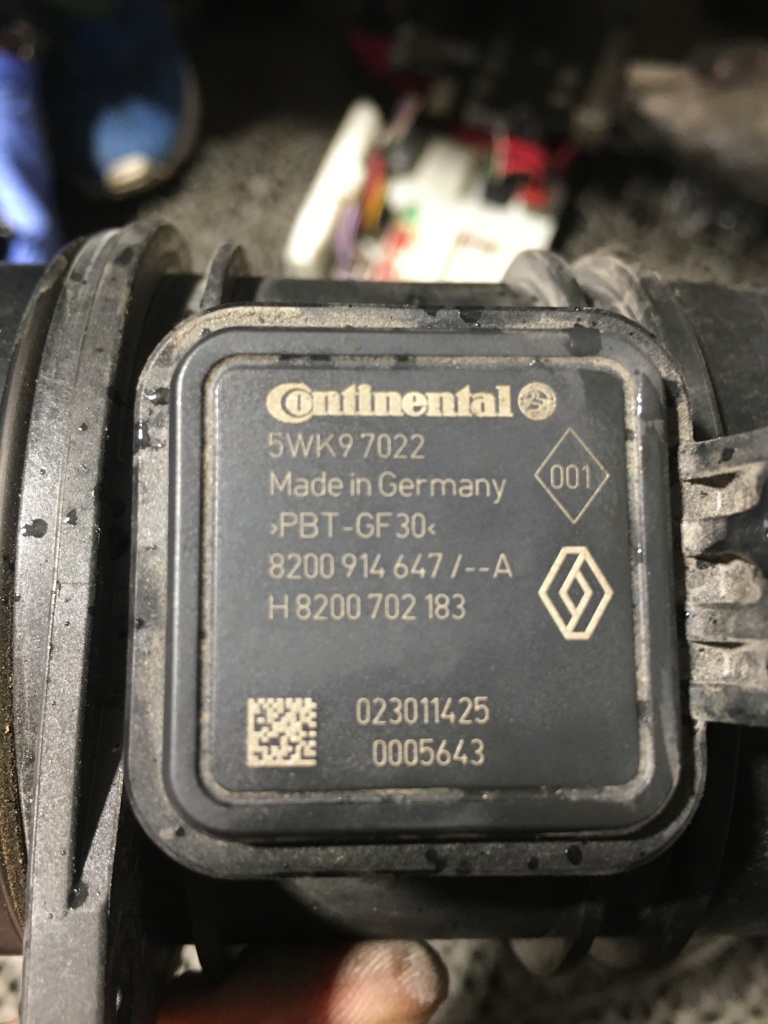 Continental
5WK9 7022
Made in Germany
001
›PBT-GF30‹
8200 914 647 /--A
H 8200 702 183
023011425
0005643